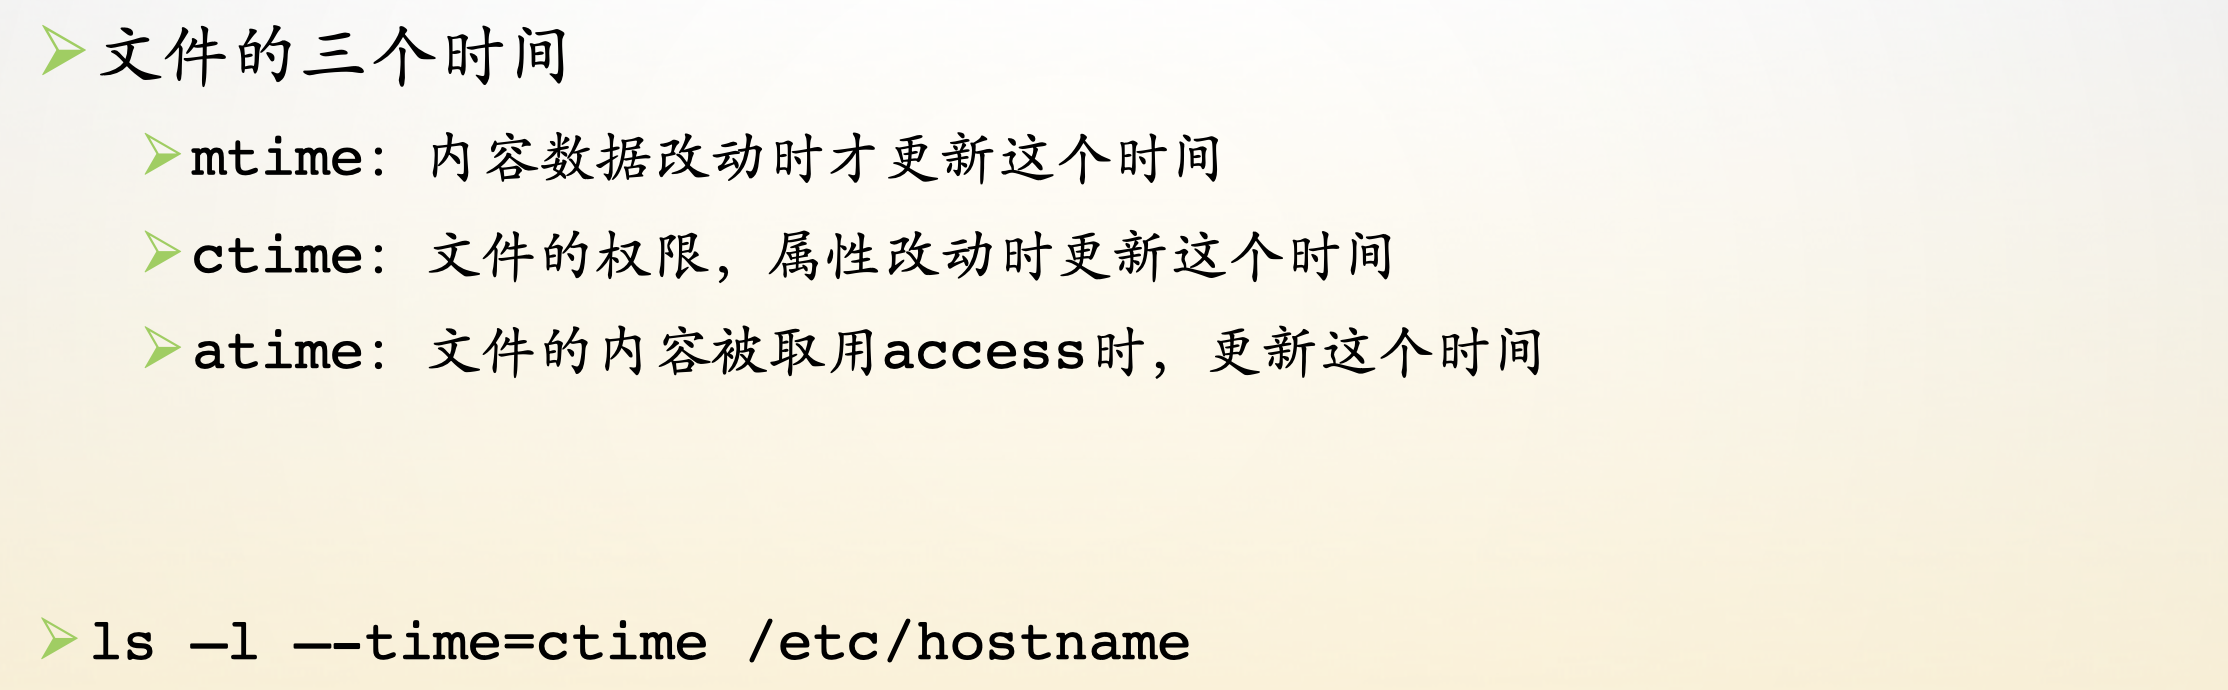 文件的三个时间
mtime: 内容数据改动时才更新这个时间
ctime: 文件的权限，属性改动时更新这个时间
atime: 文件的内容被取用access时，更新这个时间
ls –l –-time=ctime /etc/hostname